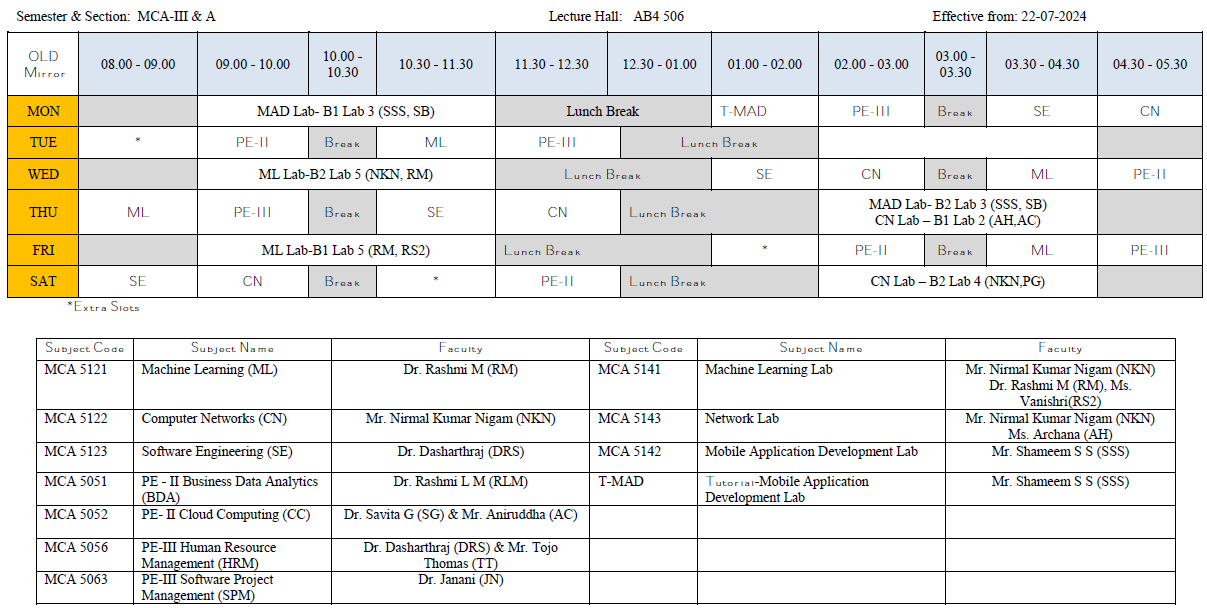 Semester & Section: MCA-III & A Lecture Hall: AB4 506 Effective from: 22-07-2024
OLD Mirror 08.00 - 09.00 09.00 - 10.00 10.00 - 10.30 10.30 - 11.30 11.30 - 12.30 12.30 - 01.00 01.00 - 02.00 02.00 - 03.00 03.00 - 03.30 03.30 - 04.30 04.30 - 05.30
MON MAD Lab- B1 Lab 3 (SSS, SB) Lunch Break T-MAD PE-III Break SE CN
TUE * PE-II Break ML PE-III Lunch Break
WED ML Lab-B2 Lab 5 (NKN, RM) Lunch Break SE CN Break ML PE-II
THU ML PE-III Break SE CN Lunch Break MAD Lab- B2 Lab 3 (SSS, SB)
CN Lab – B1 Lab 2 (AH,AC)
FRI ML Lab-B1 Lab 5 (RM, RS2) Lunch Break * PE-II Break ML PE-III
SAT SE CN Break * PE-II Lunch Break CN Lab – B2 Lab 4 (NKN,PG)
*Extra Slots
Subject Code Subject Name Faculty Subject Code Subject Name Faculty
MCA 5121 Machine Learning (ML) Dr. Rashmi M (RM) MCA 5141 Machine Learning Lab Mr. Nirmal Kumar Nigam (NKN)
Dr. Rashmi M (RM), Ms.
Vanishri(RS2)
MCA 5122 Computer Networks (CN) Mr. Nirmal Kumar Nigam (NKN) MCA 5143 Network Lab Mr. Nirmal Kumar Nigam (NKN)
Ms. Archana (AH)
MCA 5123 Software Engineering (SE) Dr. Dasharthraj (DRS) MCA 5142 Mobile Application Development Lab Mr. Shameem S S (SSS)
MCA 5051 PE - II Business Data Analytics (BDA) Dr. Rashmi L M (RLM) T-MAD Tutorial-Mobile Application Development Lab Mr. Shameem S S (SSS)
MCA 5052 PE- II Cloud Computing (CC) Dr. Savita G (SG) & Mr. Aniruddha (AC)
MCA 5056 PE-III Human Resource Management (HRM) Dr. Dasharthraj (DRS) & Mr. Tojo Thomas (TT)
MCA 5063 PE-III Software Project Management (SPM) Dr. Janani (JN)